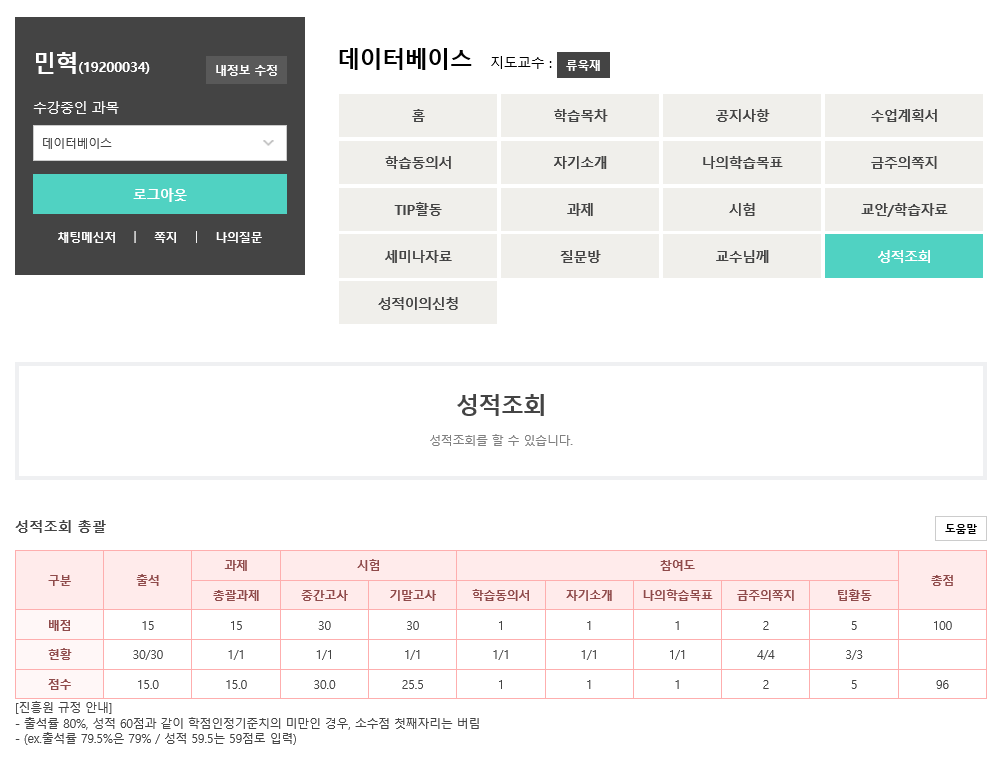 민혁(19200034)
내정보 수정
수강중인 과목
데이터베이스
로그아웃
채팅메신저 | 쪽지 | 나의질문
데이터베이스 지도교수 : 류욱재
홈 학습목차 공지사항 수업계획서
학습동의서 자기소개 나의학습목표 금주의쪽지
TIP활동 과제 시험 교안/학습자료
세미나자료 질문방 교수님께 성적조회
성적이의신청
성적조회
성적조회를 할 수 있습니다.
성적조회 총괄 도움말
구분 출석 과제 시험 참여도 총점
총괄과제 중간고사 기말고사 학습동의서 자기소개 나의학습목표 금주의쪽지 팁활동
배점 15 15 30 30 1 1 1 2 5 100
현황 30/30 1/1 1/1 1/1 1/1 1/1 1/1 4/4 3/3
점수 15.0 15.0 30.0 25.5 1 1 1 2 5 96
[진흥원 규정 안내]
- 출석률 80%, 성적 60점과 같이 학점인정기준치의 미만인 경우, 소수점 첫째자리는 버림
- (ex.출석률 79.5%은 79% / 성적 59.5는 59점로 입력)